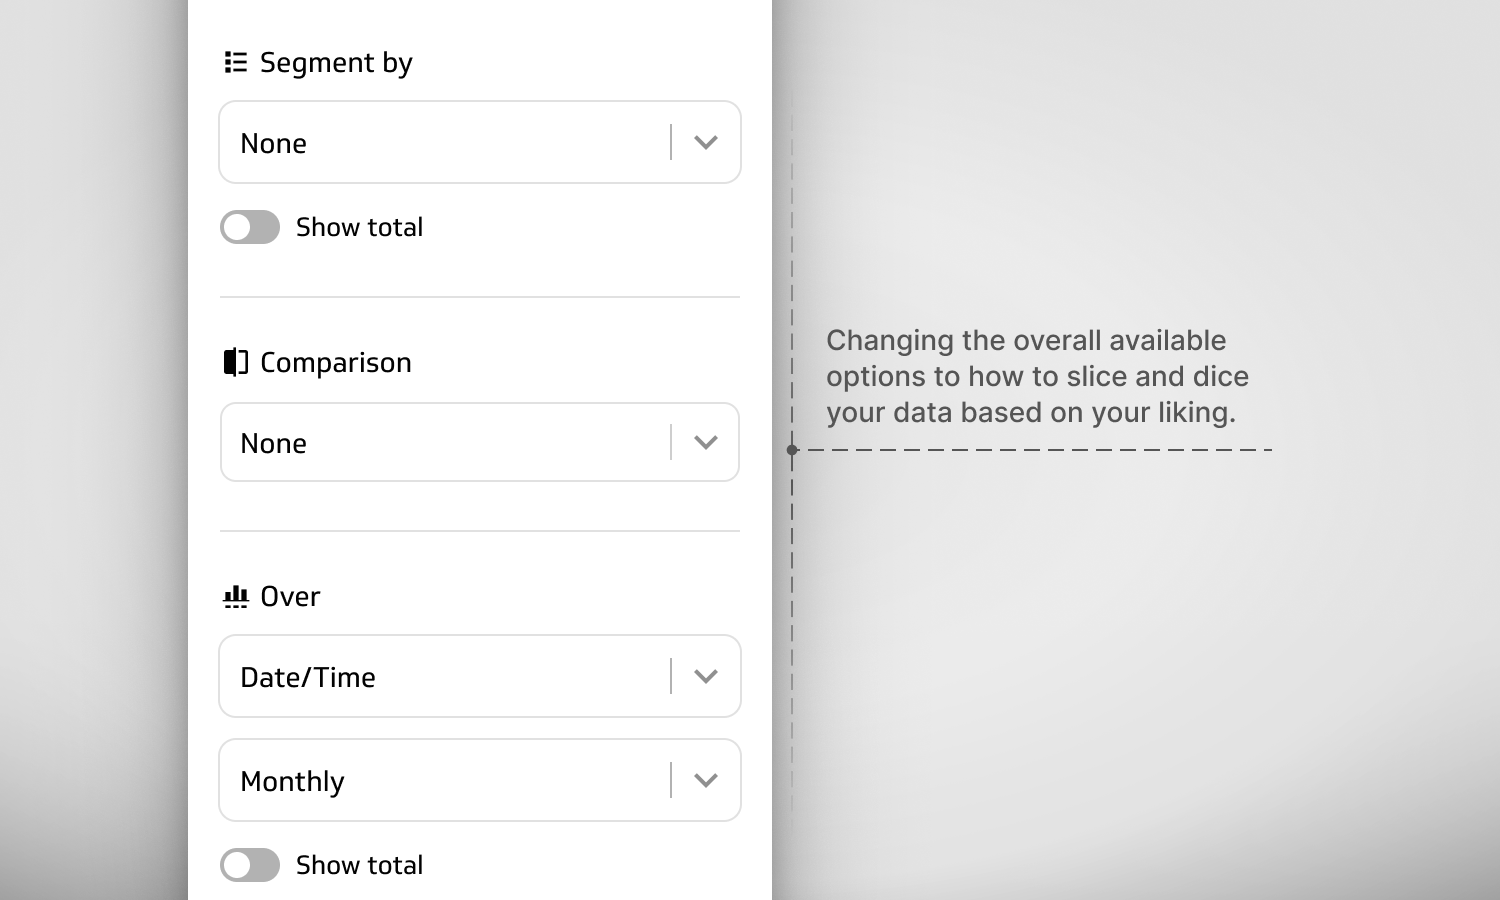 Segment by
None
Show total
Comparison
None
Over
Date/Time
Monthly
Show total
Changing the overall available
options to how to slice and dice
your data based on your liking.